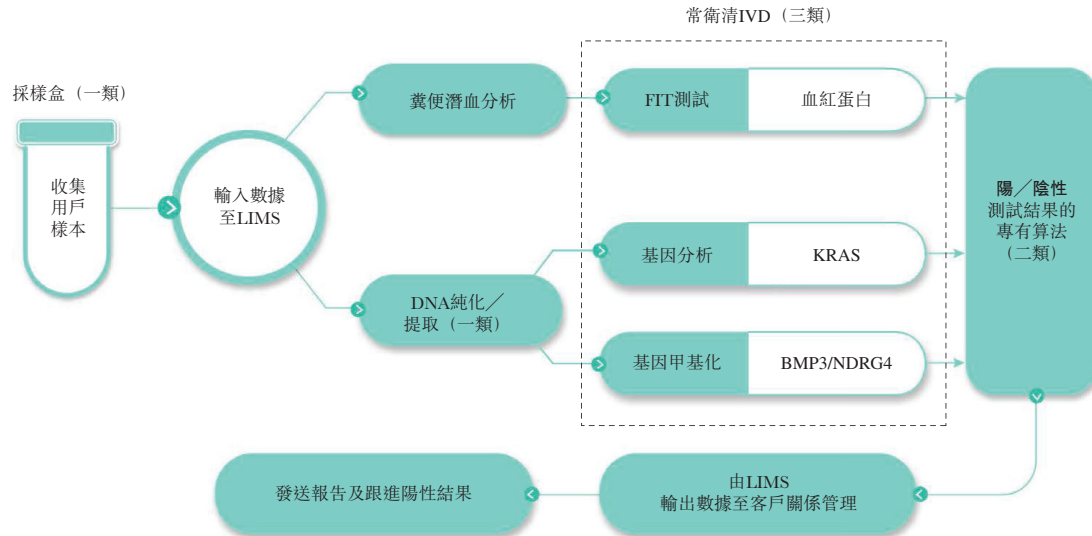 常衛清IVD（三類）
採樣盒（一類）
收集
用戶
樣本
輸入數據
至LIMS
糞便潛血分析
FIT測試
血紅蛋白
DNA純化／
提取（一類）
基因分析
KRAS
基因甲基化
BMP3/NDRG4
陽／陰性
測試結果的
專有算法
（二類）
由LIMS
輸出數據至客戶關係管理
發送報告及跟進陽性結果